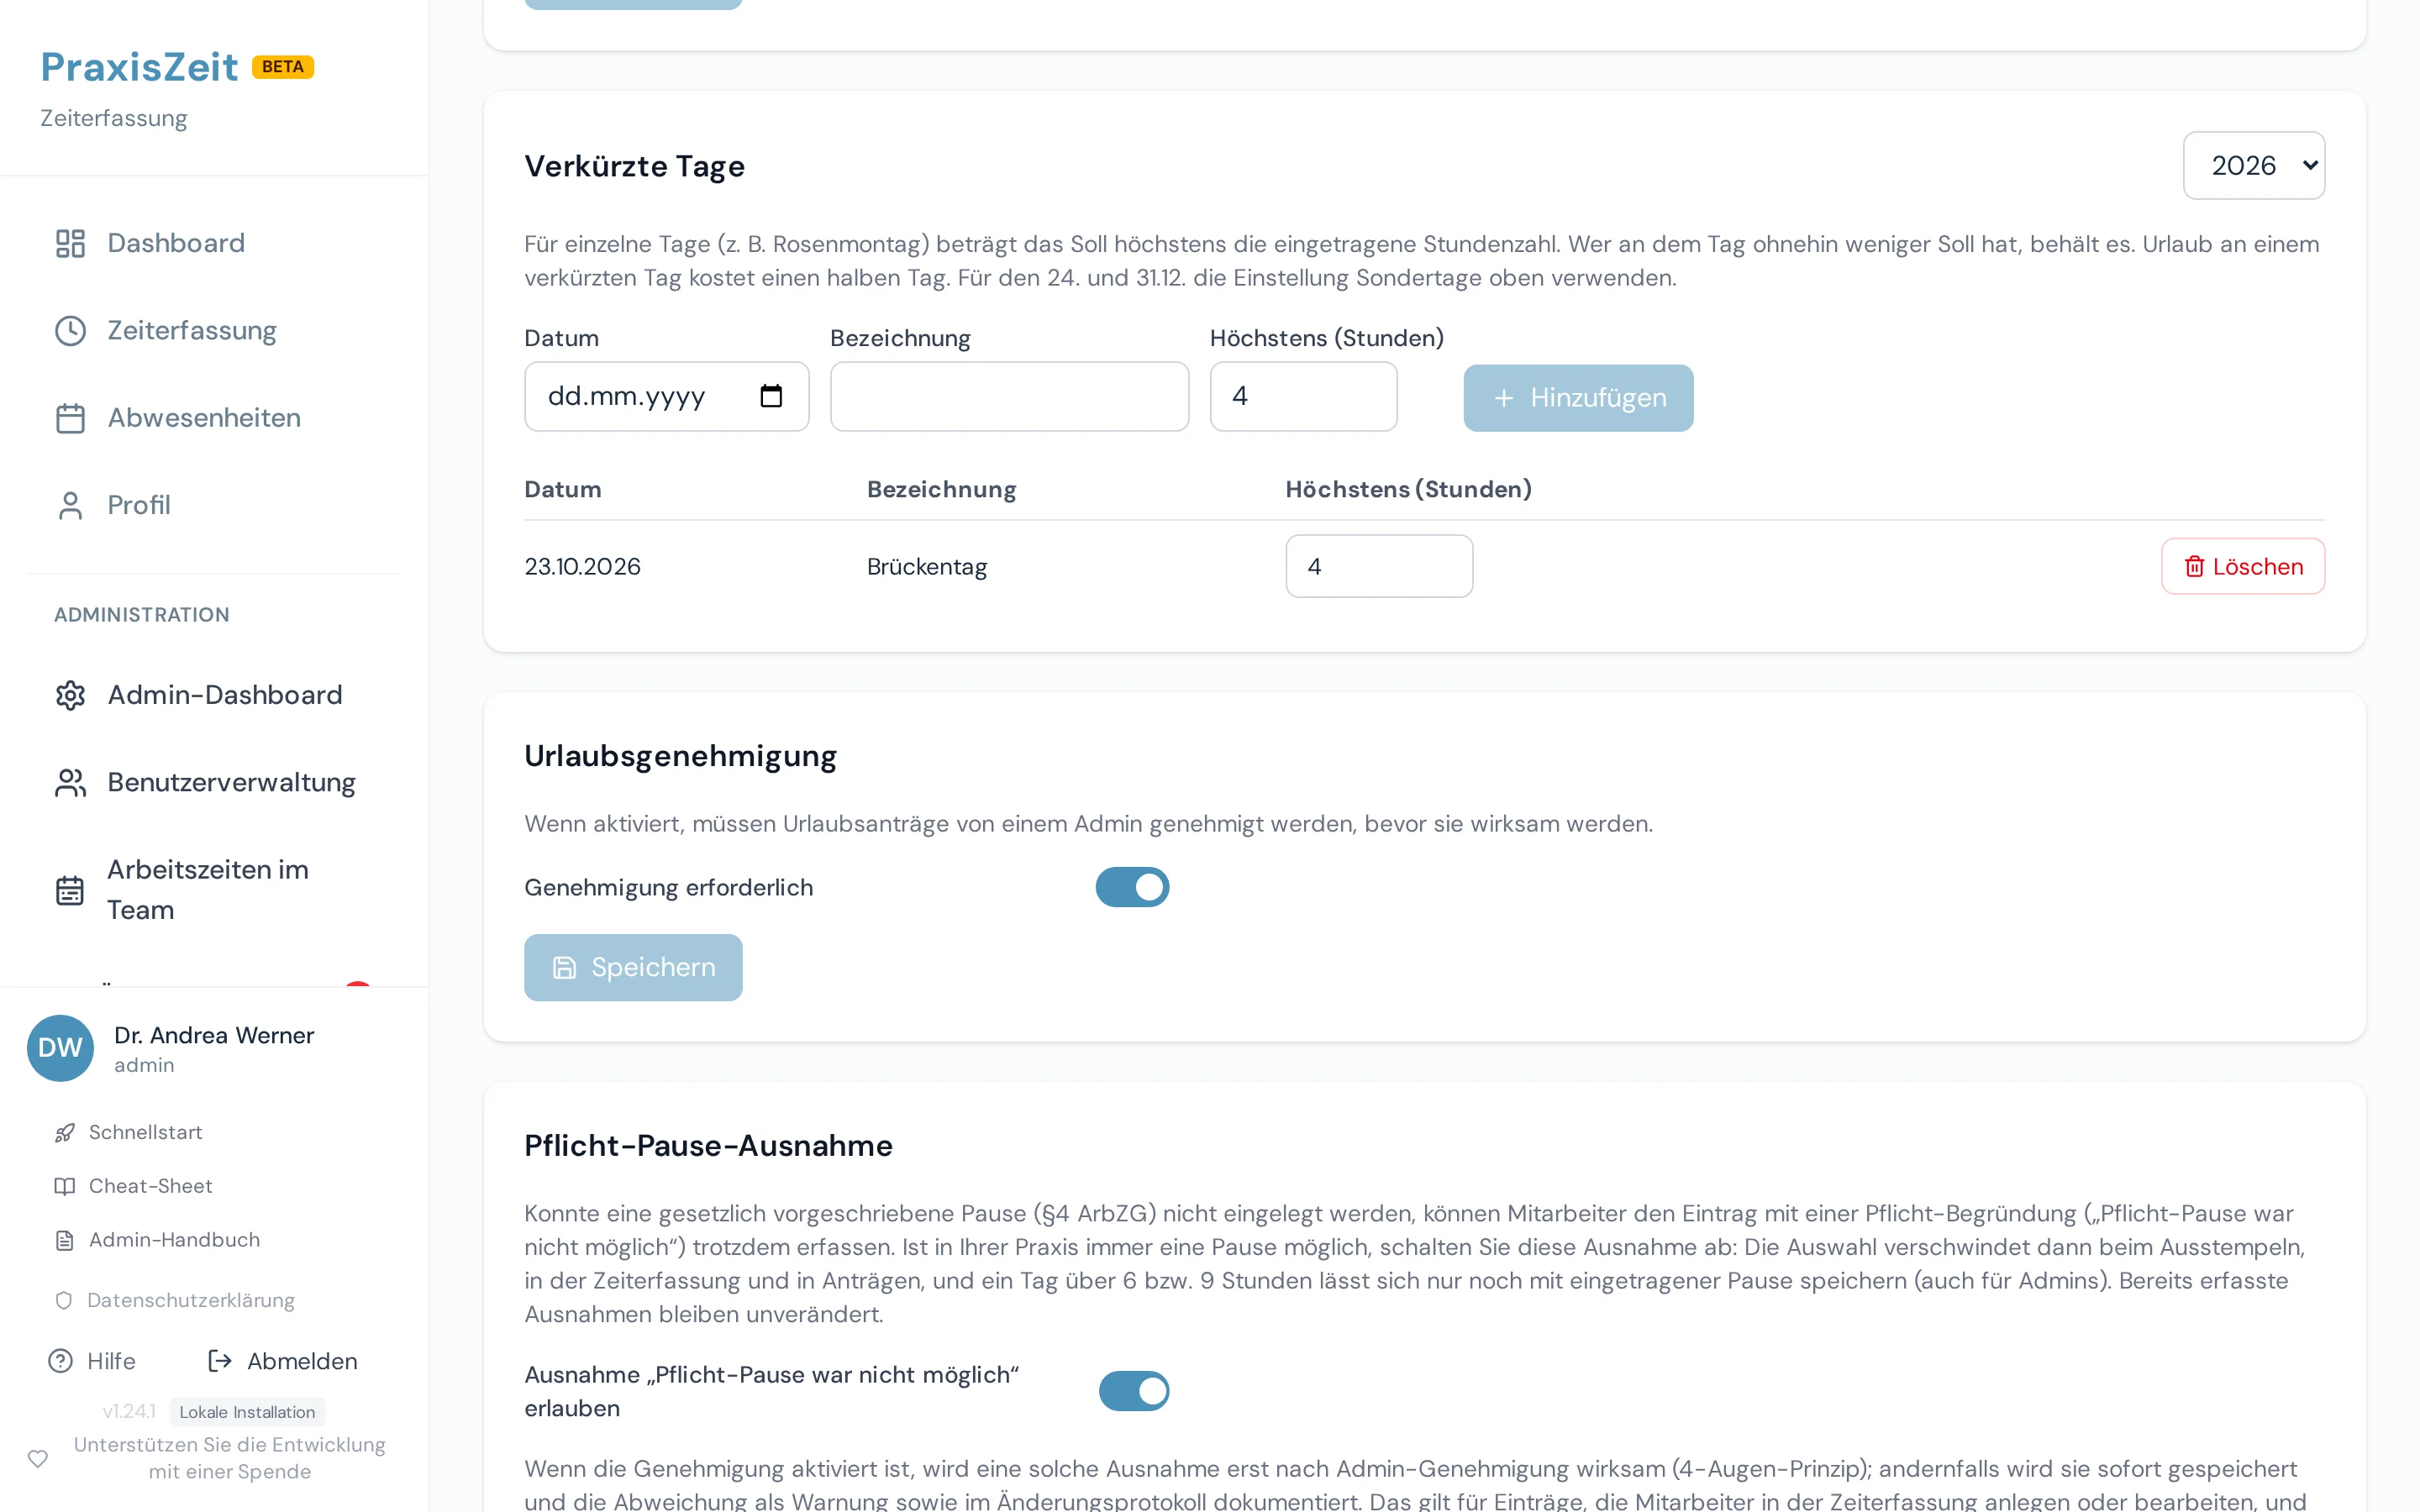 PraxisZeit BETA
Zeiterfassung
Dashboard
Zeiterfassung
Abwesenheiten
Profil
ADMINISTRATION
Admin-Dashboard
Benutzerverwaltung
Arbeitszeiten im
Team
Dr. Andrea Werner
DW
admin
Schnellstart
Cheat-Sheet
Admin-Handbuch
Datenschutzerklärung
Hilfe Abmelden
v1.24.1 Lokale Installation
Unterstützen Sie die Entwicklung
mit einer Spende
Verkürzte Tage 2026
Für einzelne Tage (z. B. Rosenmontag) beträgt das Soll höchstens die eingetragene Stundenzahl. Wer an dem Tag ohnehin weniger Soll hat, behält es. Urlaub an einem
verkürzten Tag kostet einen halben Tag. Für den 24. und 31.12. die Einstellung Sondertage oben verwenden.
Datum Bezeichnung Höchstens (Stunden)
dd.mm.yyyy 4 Hinzufügen
Datum Bezeichnung Höchstens (Stunden)
23.10.2026 Brückentag 4 Löschen
Urlaubsgenehmigung
Wenn aktiviert, müssen Urlaubsanträge von einem Admin genehmigt werden, bevor sie wirksam werden.
Genehmigung erforderlich
Speichern
Pflicht-Pause-Ausnahme
Konnte eine gesetzlich vorgeschriebene Pause (§4 ArbZG) nicht eingelegt werden, können Mitarbeiter den Eintrag mit einer Pflicht-Begründung („Pflicht-Pause war
nicht möglich“) trotzdem erfassen. Ist in Ihrer Praxis immer eine Pause möglich, schalten Sie diese Ausnahme ab: Die Auswahl verschwindet dann beim Ausstempeln,
in der Zeiterfassung und in Anträgen, und ein Tag über 6 bzw. 9 Stunden lässt sich nur noch mit eingetragener Pause speichern (auch für Admins). Bereits erfasste
Ausnahmen bleiben unverändert.
Ausnahme „Pflicht-Pause war nicht möglich“
erlauben
Wenn die Genehmigung aktiviert ist, wird eine solche Ausnahme erst nach Admin-Genehmigung wirksam (4-Augen-Prinzip); andernfalls wird sie sofort gespeichert
und die Abweichung als Warnung sowie im Änderungsprotokoll dokumentiert. Das gilt für Einträge, die Mitarbeiter in der Zeiterfassung anlegen oder bearbeiten, und